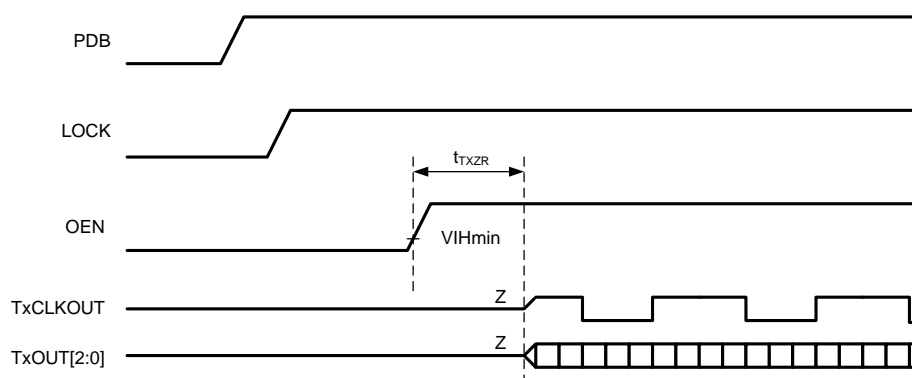 PDB
LOCK
tTXZR
OEN
VIHmin
TxCLKOUT
Z
TxOUT[2:0]
Z